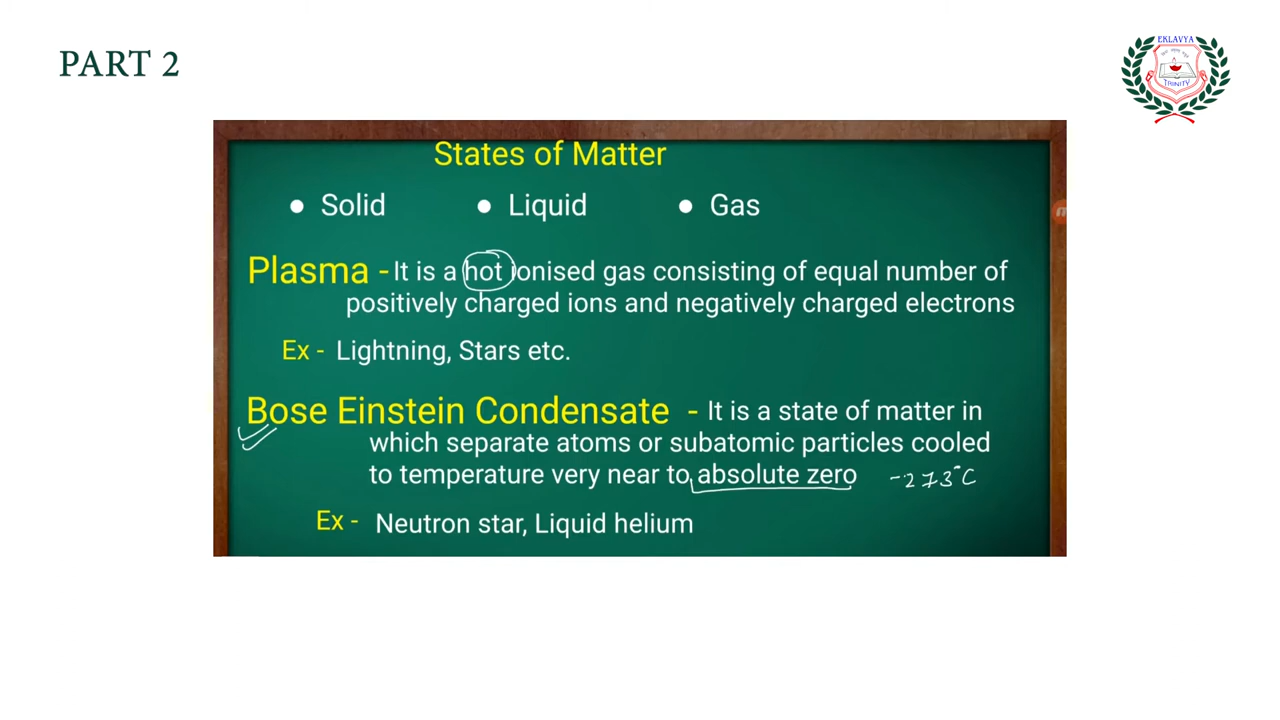 PART 2
EKLAVYA
TRINITY
States of Matter
• Solid • Liquid • Gas
Plasma - It is a hot ionised gas consisting of equal number of
positively charged ions and negatively charged electrons
Ex - Lightning, Stars etc.
Bose Einstein Condensate - It is a state of matter in
which separate atoms or subatomic particles cooled
to temperature very near to absolute zero -273°C
Ex - Neutron star, Liquid helium